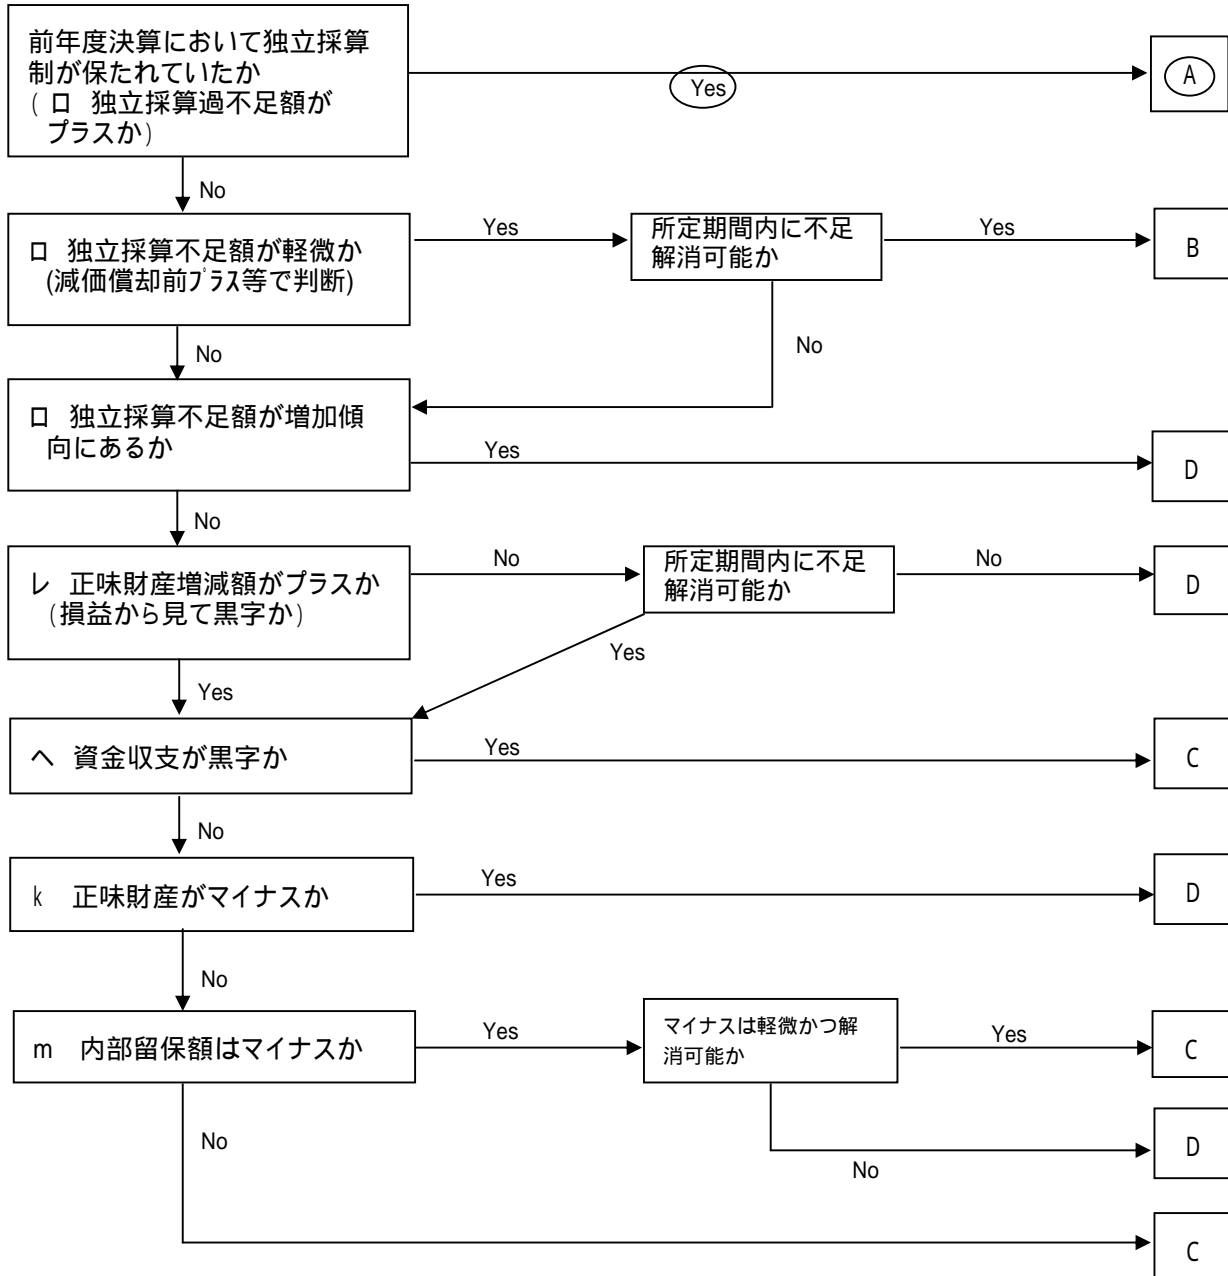 前年度決算において独立採算
制が保たれていたか
(ロ 独立採算過不足額が
プラスか)
Yes
A
No
ロ 独立採算不足額が軽微か
(減価償却前プラス等で判断)
Yes
所定期間内に不足
解消可能か
Yes
B
No
No
ロ 独立採算不足額が増加傾
向にあるか
Yes
D
No
レ 正味財産増減額がプラスか
(損益から見て黒字か)
No
所定期間内に不足
解消可能か
No
D
Yes
Yes
ヘ 資金収支が黒字か
Yes
C
No
k 正味財産がマイナスか
Yes
D
No
m 内部留保額はマイナスか
Yes
マイナスは軽微かつ解
消可能か
Yes
C
No
No
D
C